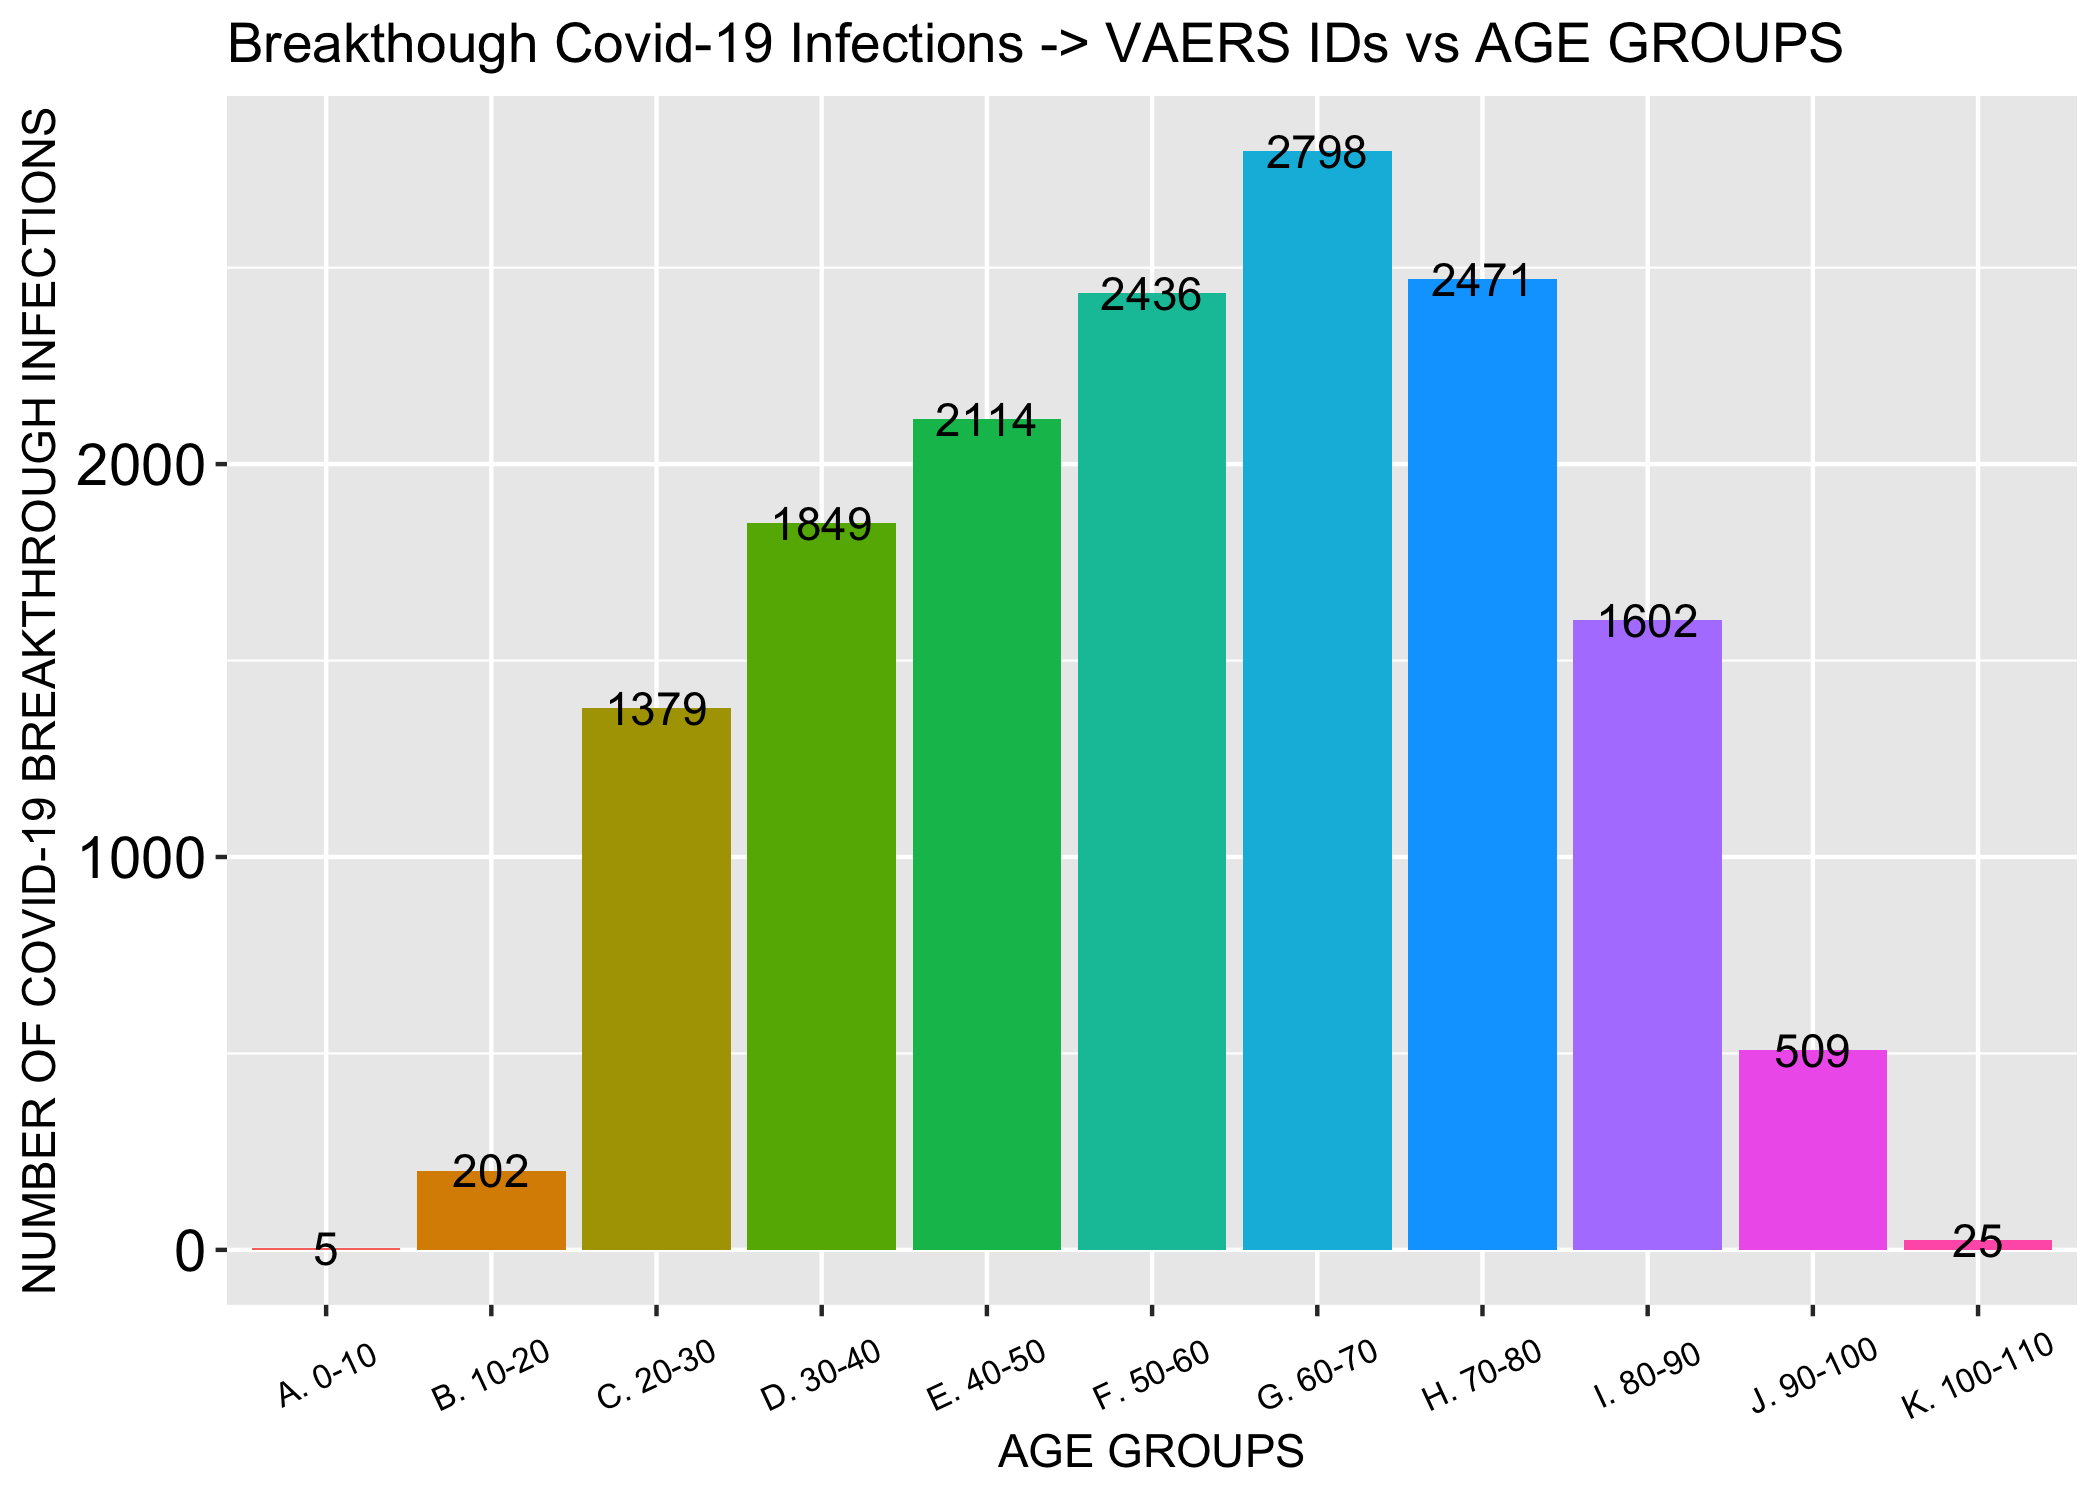 Breakthough Covid-19 Infections -> VAERS IDs vs AGE GROUPS
NUMBER OF COVID-19 BREAKTHROUGH INFECTIONS
2000
1000
0
5
202
1379
1849
2114
2436
2798
2471
1602
509
25
A. 0-10
B. 10-20
C. 20-30
D. 30-40
E. 40-50
F. 50-60
G. 60-70
H. 70-80
I. 80-90
J. 90-100
K. 100-110
AGE GROUPS